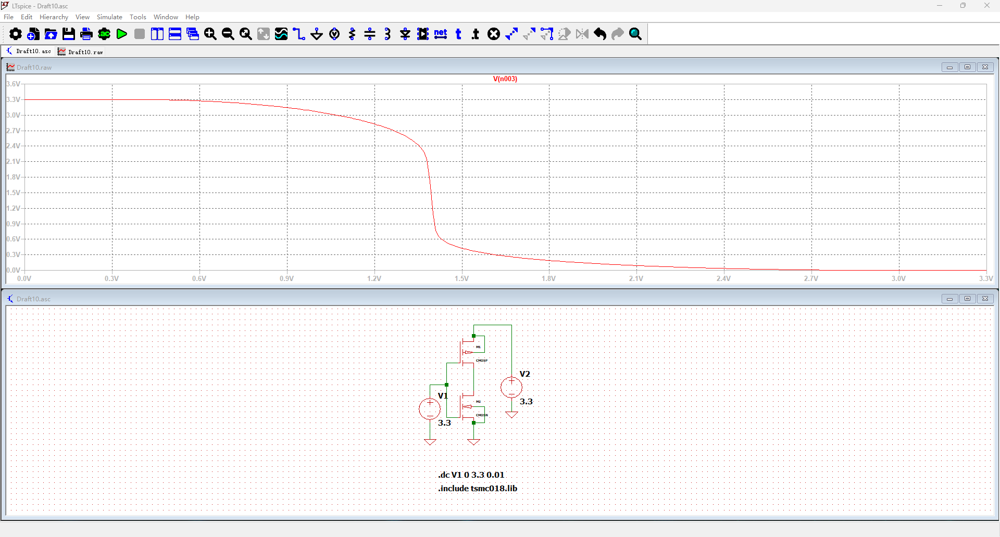 LTspice - Draft10.asc
File Edit Hierarchy View Simulate Tools Window Help
.ac net t .t
Draft10.asc Draft10.raw
Draft10.raw
V(n003)
3.6V
3.3V
3.0V
2.7V
2.4V
2.1V
1.8V
1.5V
1.2V
0.9V
0.6V
0.3V
0.0V
0.0V 0.3V 0.6V 0.9V 1.2V 1.5V 1.8V 2.1V 2.4V 2.7V 3.0V 3.3V
Draft10.asc
M1
CMOSP
V2
3.3
V1
3.3
M2
CMOSN
.dc V1 0 3.3 0.01
.include tsmc018.lib